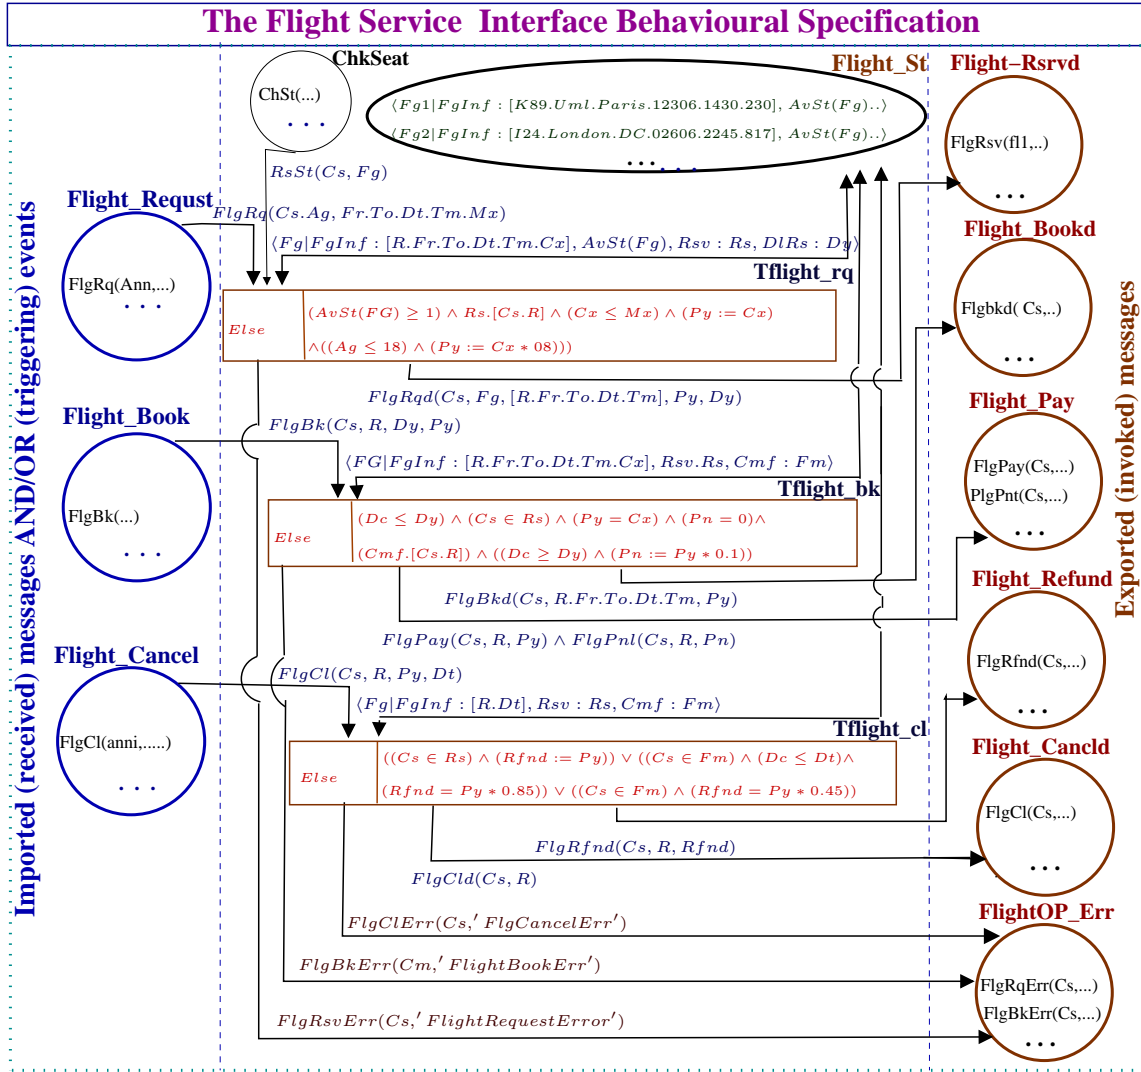 The Flight Service Interface Behavioural Specification
Imported (received) messages AND/OR (triggering) events
ChkSeat
ChSt(...)
. . .
Flight_St
⟨Fg1|FgInf : [K89.Uml.Paris.12306.1430.230], AvSt(Fg)..⟩
⟨Fg2|FgInf : [I24.London.DC.02606.2245.817], AvSt(Fg)..⟩
... . . .
Flight−Rsrvd
FlgRsv(fl1,..)
. . .
RsSt(Cs, Fg)
Flight_Requst
FlgRq(Ann,...)
. . .
FlgRq(Cs.Ag, Fr.To.Dt.Tm.Mx)
⟨Fg|FgInf : [R.Fr.To.Dt.Tm.Cx], AvSt(Fg), Rsv : Rs, DlRs : Dy⟩
Tflight_rq
Else
(AvSt(FG) ≥ 1) ∧ Rs.[Cs.R] ∧ (Cx ≤ Mx) ∧ (Py := Cx)
∧((Ag ≤ 18) ∧ (Py := Cx * 08)))
Flight_Bookd
Flgbkd( Cs,..)
. . .
FlgRqd(Cs, Fg, [R.Fr.To.Dt.Tm], Py, Dy)
Flight_Book
FlgBk(...)
. . .
FlgBk(Cs, R, Dy, Py)
⟨FG|FgInf : [R.Fr.To.Dt.Tm.Cx], Rsv.Rs, Cmf : Fm⟩
Tflight_bk
Else
(Dc ≤ Dy) ∧ (Cs ∈ Rs) ∧ (Py = Cx) ∧ (Pn = 0)∧
(Cmf.[Cs.R]) ∧ ((Dc ≥ Dy) ∧ (Pn := Py * 0.1))
Flight_Pay
FlgPay(Cs,...)
PlgPnt(Cs,...)
. . .
FlgBkd(Cs, R.Fr.To.Dt.Tm, Py)
FlgPay(Cs, R, Py) ∧ FlgPnl(Cs, R, Pn)
Flight_Refund
FlgRfnd(Cs,...)
. . .
Flight_Cancel
FlgCl(anni,.....)
. . .
FlgCl(Cs, R, Py, Dt)
⟨Fg|FgInf : [R.Dt], Rsv : Rs, Cmf : Fm⟩
Tflight_cl
Else
((Cs ∈ Rs) ∧ (Rfnd := Py)) ∨ ((Cs ∈ Fm) ∧ (Dc ≤ Dt)∧
(Rfnd = Py * 0.85)) ∨ ((Cs ∈ Fm) ∧ (Rfnd = Py * 0.45))
Flight_Cancld
FlgCl(Cs,...)
. . .
FlgRfnd(Cs, R, Rfnd)
FlgCld(Cs, R)
FlgClErr(Cs,′ FlgCancelErr′)
FlgBkErr(Cm,′ FlightBookErr′)
FlgRsvErr(Cs,′ FlightRequestError′)
FlightOP_Err
FlgRqErr(Cs,...)
FlgBkErr(Cs,...)
. . .
Exported (invoked) messages